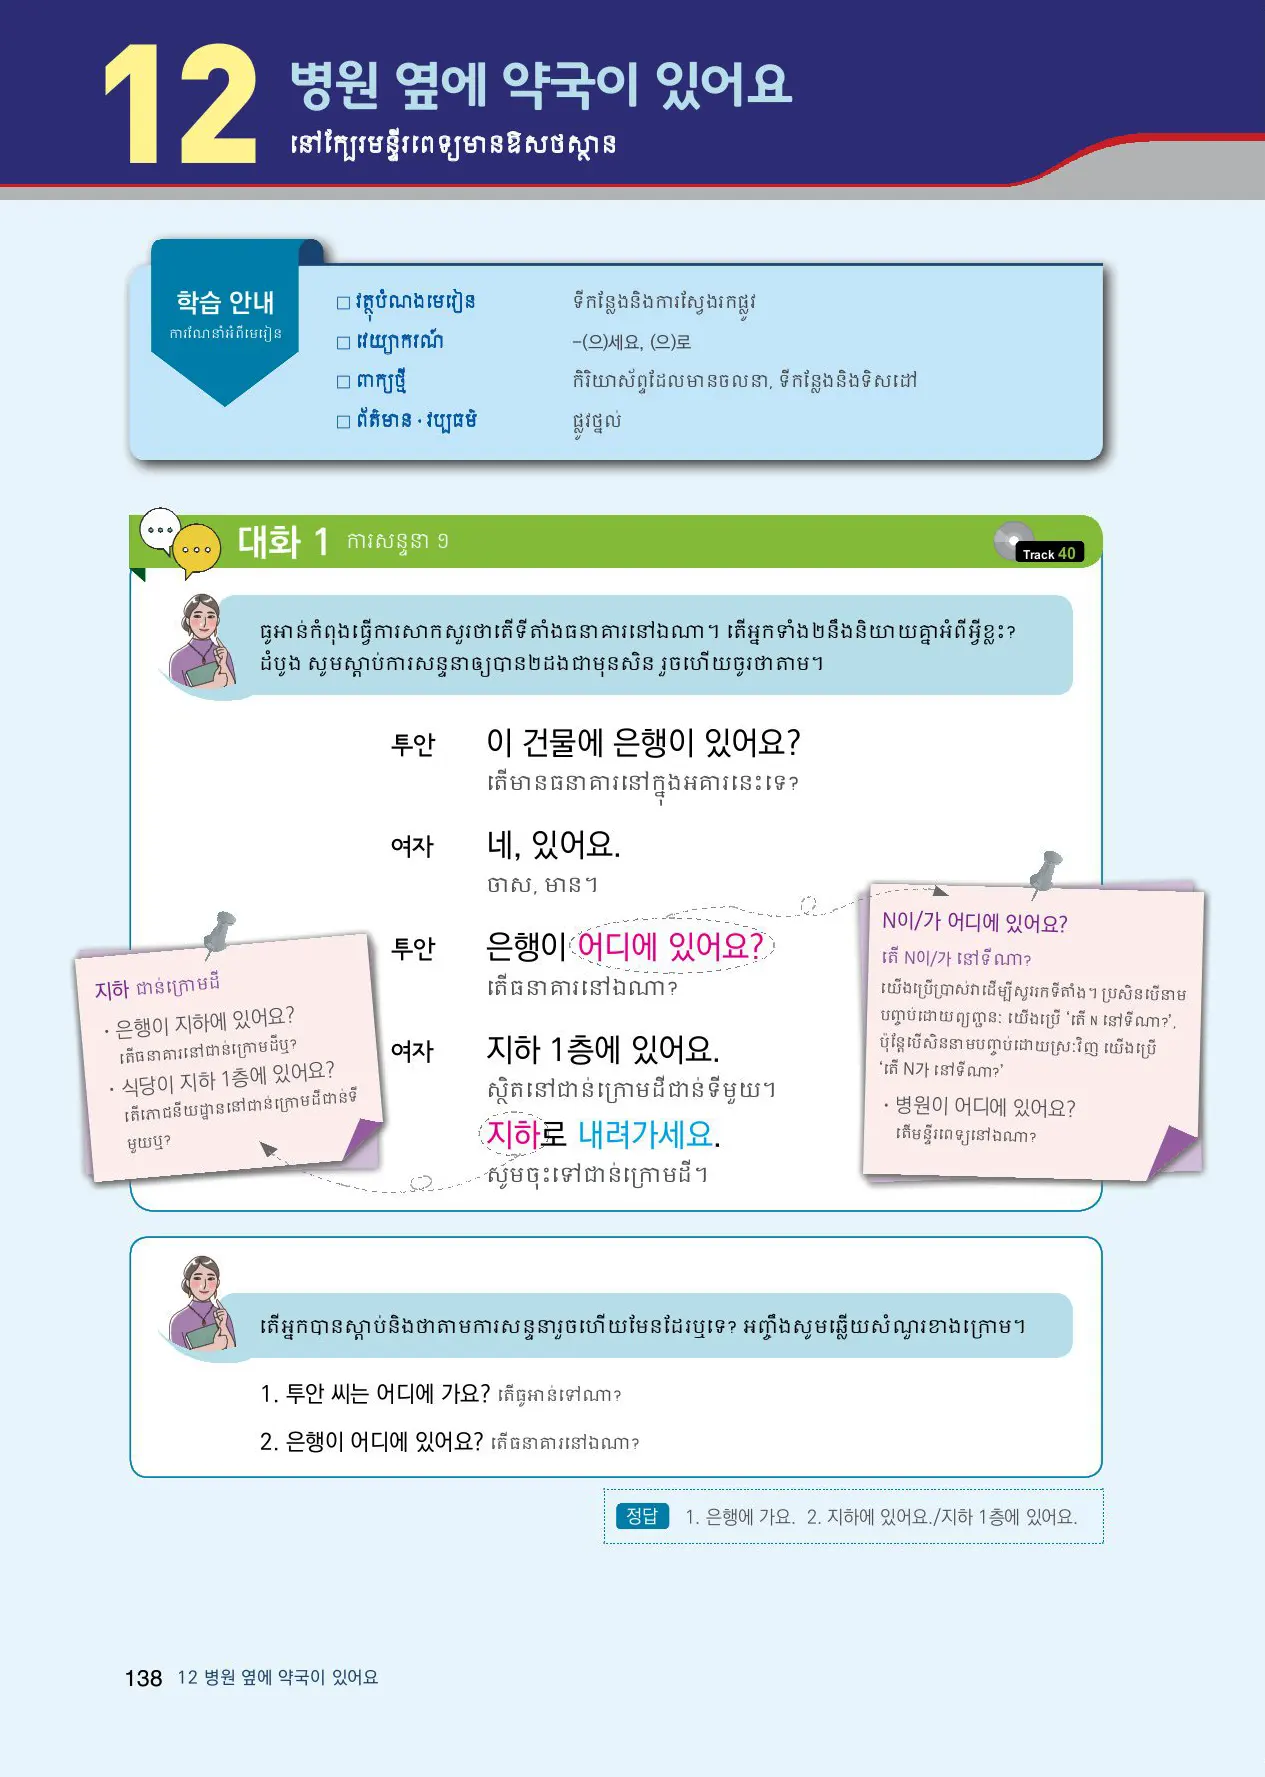 12
병원 옆에 약국이 있어요
នៅក្បែរមន្ទីរពេទ្យមានឱសថស្ថាន
학습 안내
ការណែនាំអំពីមេរៀន
□ វត្ថុបំណងមេរៀន ទីកន្លែងនិងការស្វែងរកផ្លូវ
□ វេយ្យាករណ៍ -(으)세요, (으)로
□ ពាក្យថ្មី កិរិយាស័ព្ទដែលមានចលនា, ទីកន្លែងនិងទិសដៅ
□ ព័ត៌មាន · វប្បធម៌ ផ្លូវថ្នល់
대화 1 ការសន្ទនា ១
Track 40
ធូអាន់កំពុងធ្វើការសាកសួរថាតើទីតាំងធនាគារនៅឯណា។ តើអ្នកទាំង២នឹងនិយាយគ្នាអំពីអ្វីខ្លះ?
ដំបូង សូមស្តាប់ការសន្ទនាឲ្យបាន២ដងជាមុនសិន រួចហើយចូរថាតាម។
투안 이 건물에 은행이 있어요?
តើមានធនាគារនៅក្នុងអគារនេះទេ?
여자 네, 있어요.
ចាស, មាន។
투안 은행이 어디에 있어요?
តើធនាគារនៅឯណា?
여자 지하 1층에 있어요.
ស្ថិតនៅជាន់ក្រោមដីជាន់ទីមួយ។
지하로 내려가세요.
សូមចុះទៅជាន់ក្រោមដី។
지하 ជាន់ក្រោមដី
· 은행이 지하에 있어요?
តើធនាគារនៅជាន់ក្រោមដីឬ?
· 식당이 지하 1층에 있어요?
តើភោជនីយដ្ឋាននៅជាន់ក្រោមដីជាន់ទី
មួយឬ?
N이/가 어디에 있어요?
តើ N이/가 នៅទីណា?
យើងប្រើប្រាស់វាដើម្បីសួររកទីតាំង។ ប្រសិនបើនាម
បញ្ចប់ដោយព្យញ្ជនៈ យើងប្រើ ‘តើ N នៅទីណា?’,
ប៉ុន្តែបើសិននាមបញ្ចប់ដោយស្រៈវិញ យើងប្រើ
‘តើ N가 នៅទីណា?’
· 병원이 어디에 있어요?
តើមន្ទីរពេទ្យនៅឯណា?
តើអ្នកបានស្តាប់និងថាតាមការសន្ទនារួចហើយមែនដែរឬទេ? អញ្ចឹងសូមឆ្លើយសំណួរខាងក្រោម។
1. 투안 씨는 어디에 가요? តើធូអាន់ទៅណា?
2. 은행이 어디에 있어요? តើធនាគារនៅឯណា?
정답 1. 은행에 가요. 2. 지하에 있어요./지하 1층에 있어요.
138 12 병원 옆에 약국이 있어요